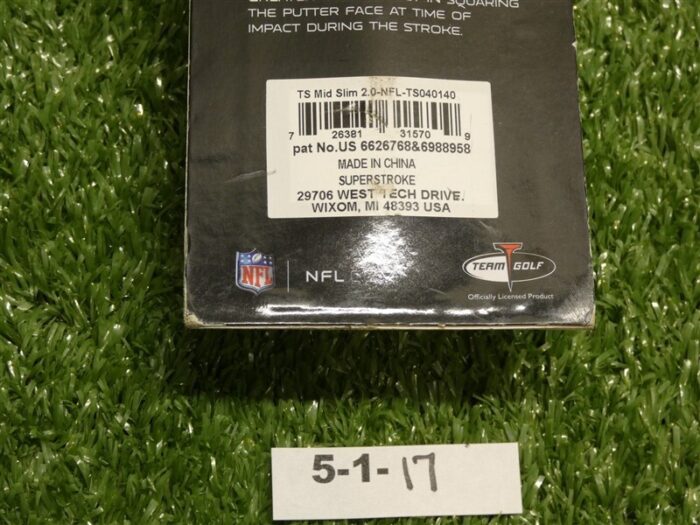 IN SQUARING
THE PUTTER FACE AT TIME OF
IMPACT DURING THE STROKE.
TS Mid Slim 2.0-NFL-TS040140
7 26381 31570 9
pat No.US 6626768&6988958
MADE IN CHINA
SUPERSTROKE
29706 WEST TECH DRIVE.
WIXOM, MI 48393 USA
NFL
NFL
TEAM GOLF
Officially Licensed Product
5-1-17